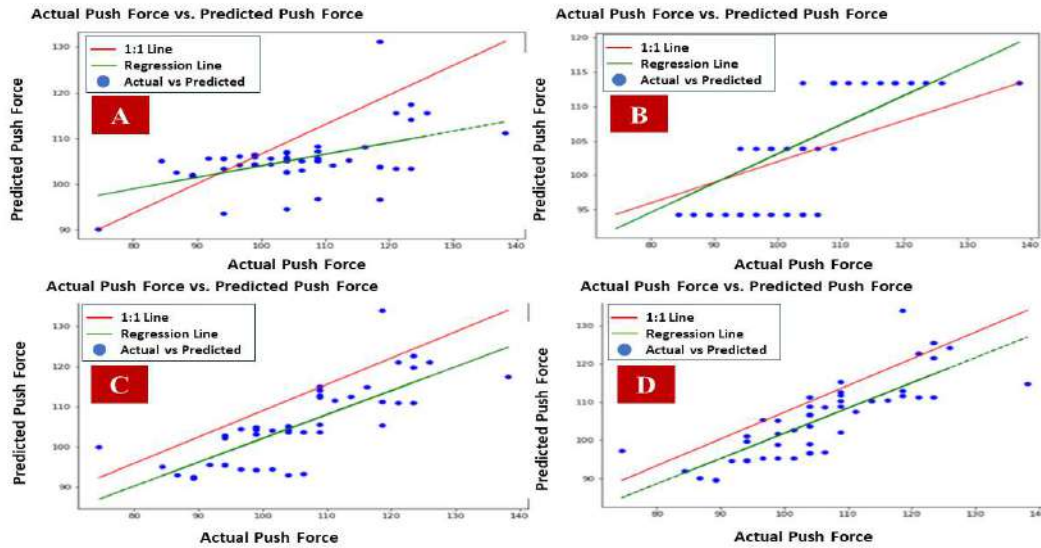 Actual Push Force vs. Predicted Push Force
1:1 Line
Regression Line
Actual vs Predicted
A
Predicted Push Force
130
120
110
100
90
80
90
100
110
120
130
140
Actual Push Force
Actual Push Force vs. Predicted Push Force
1:1 Line
Regression Line
Actual vs Predicted
B
Predicted Push Force
120
115
110
105
100
95
80
90
100
110
120
130
140
Actual Push Force
Actual Push Force vs. Predicted Push Force
1:1 Line
Regression Line
Actual vs Predicted
C
Predicted Push Force
130
120
110
100
90
80
90
100
110
120
130
140
Actual Push Force
Actual Push Force vs. Predicted Push Force
1:1 Line
Regression Line
Actual vs Predicted
D
Predicted Push Force
130
120
110
100
90
80
90
100
110
120
130
Actual Push Force